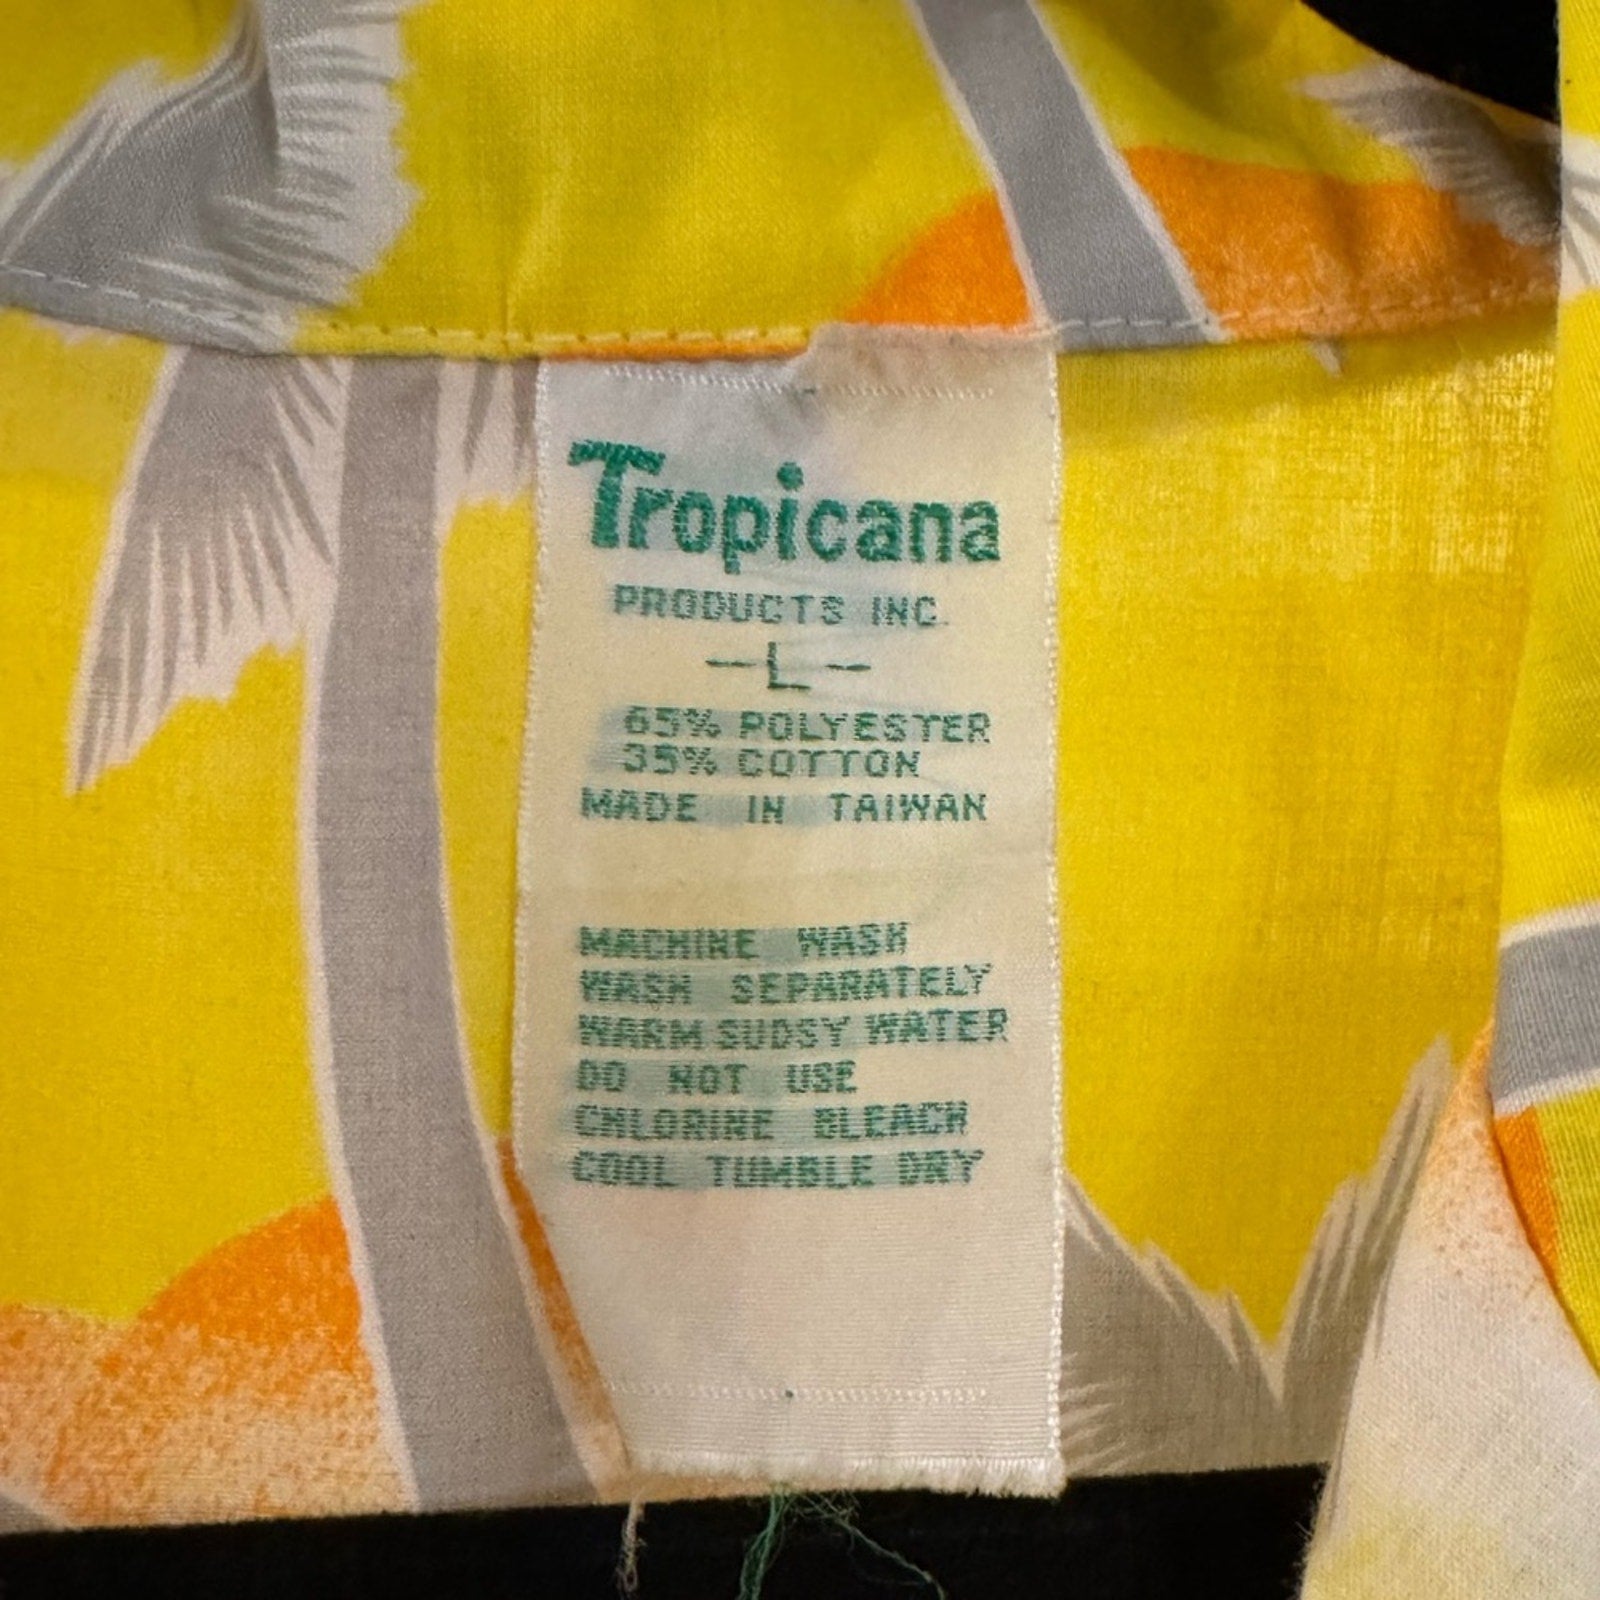 Tropicana
PRODUCTS INC.
-L-
65% POLYESTER
35% COTTON
MADE IN TAIWAN
MACHINE WASH
WASH SEPARATELY
WARM SUDSY WATER
DO NOT USE
CHLORINE BLEACH
COOL TUMBLE DRY